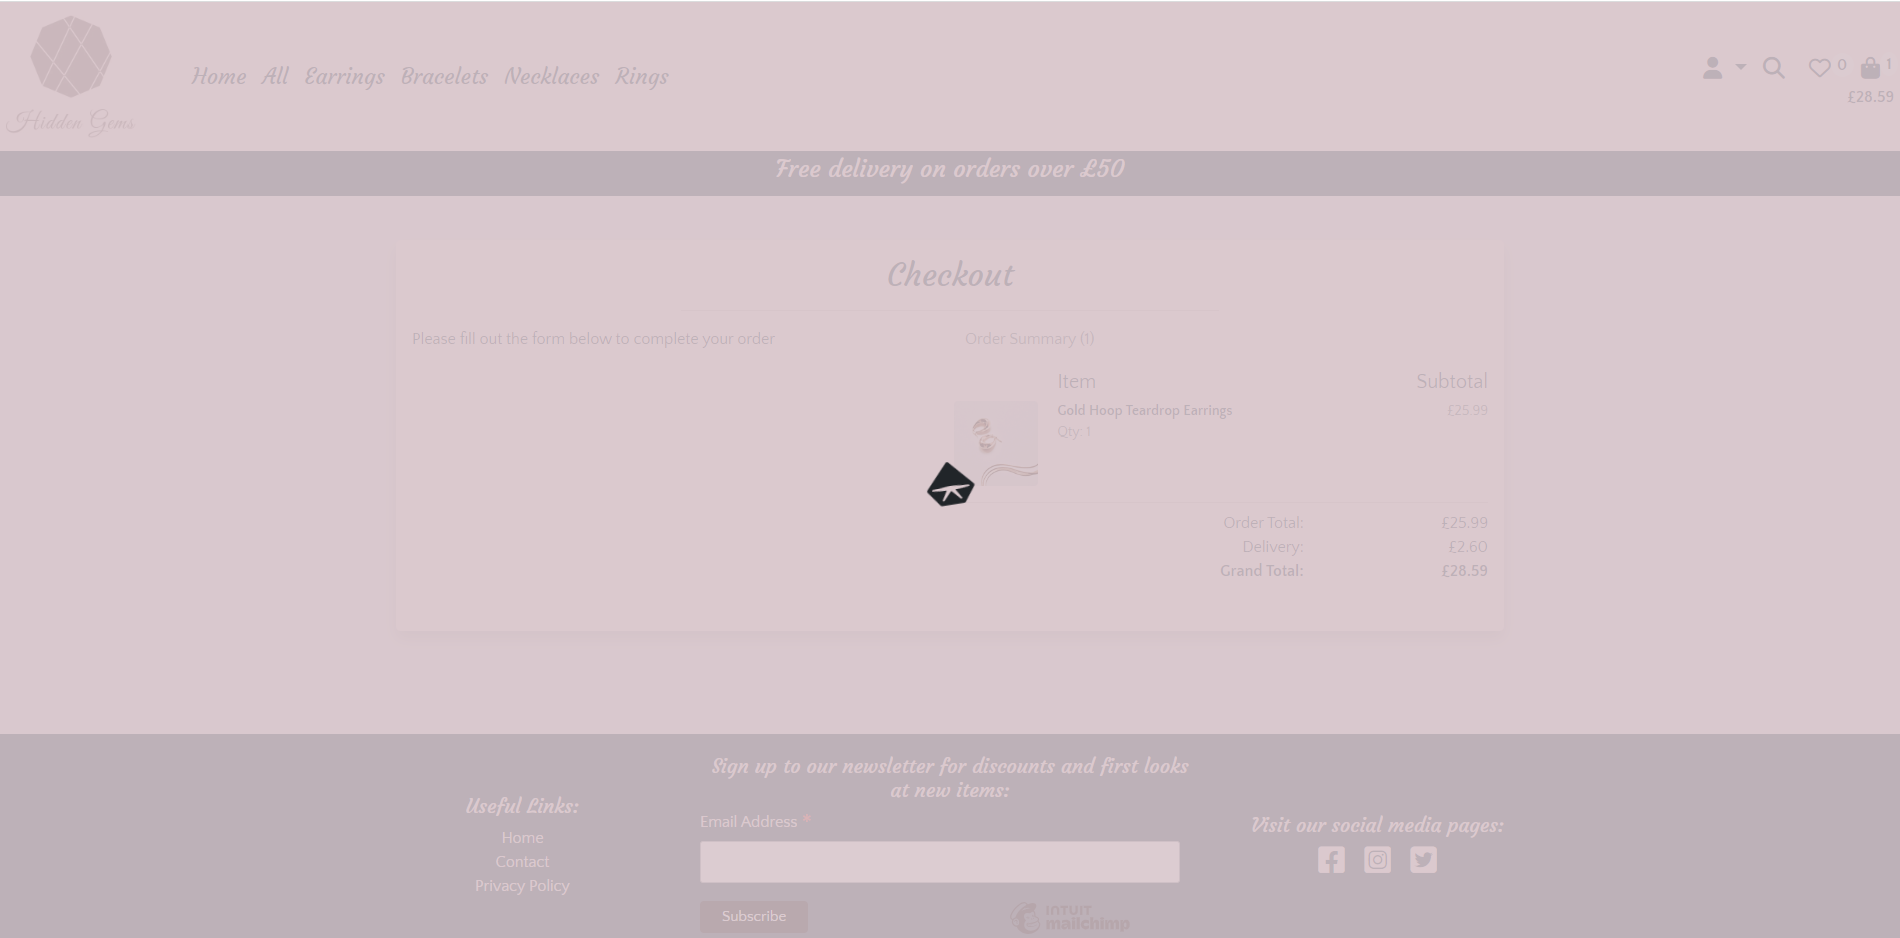 Hidden Gems
Home All Earrings Bracelets Necklaces Rings
0 1
£28.59
Free delivery on orders over £50
Checkout
Please fill out the form below to complete your order
Order Summary (1)
Item Subtotal
Gold Hoop Teardrop Earrings £25.99
Qty: 1
Order Total: £25.99
Delivery: £2.60
Grand Total: £28.59
Useful Links:
Home
Contact
Privacy Policy
Sign up to our newsletter for discounts and first looks
at new items:
Email Address *
Subscribe
INTUIT
mailchimp
Visit our social media pages: